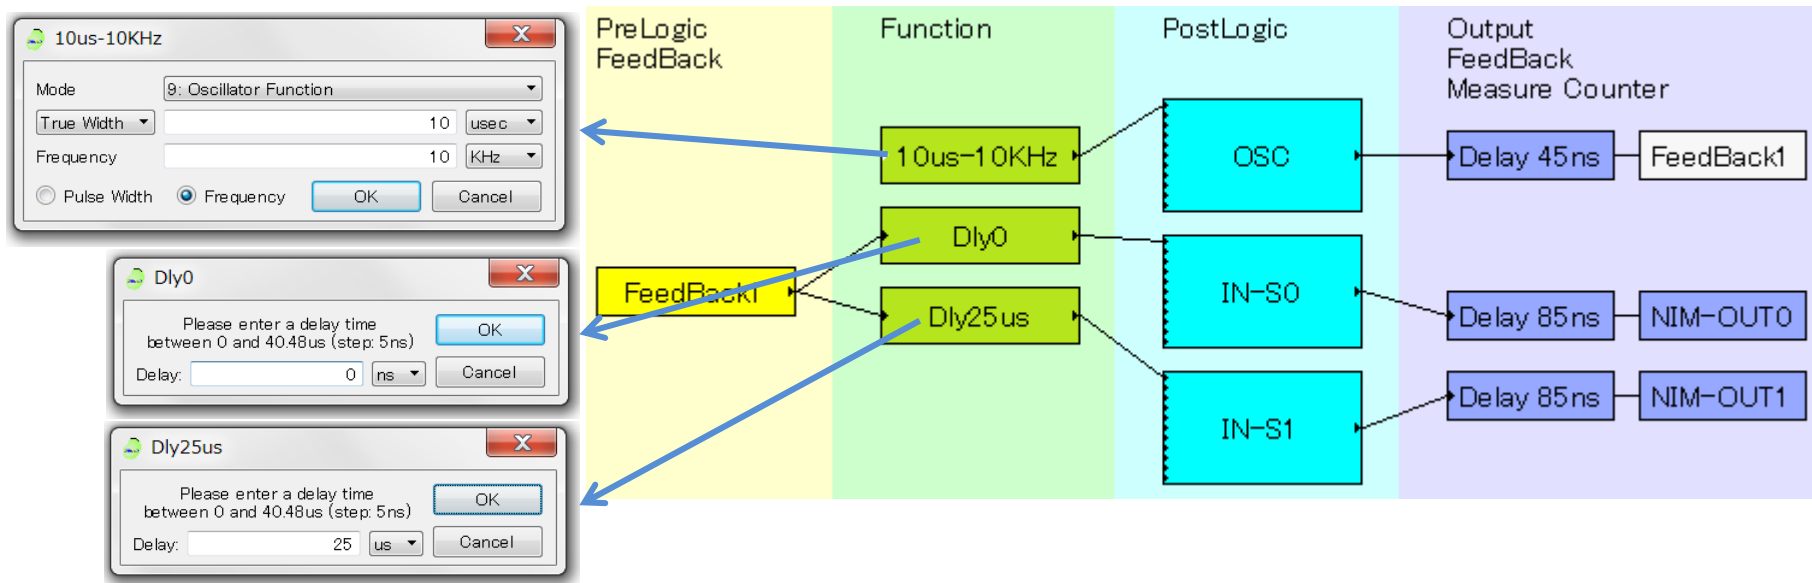 10us-10KHz
X
Mode
9: Oscillator Function
True Width
10
usec
Frequency
10
KHz
Pulse Width
Frequency
OK
Cancel
Dly0
X
Please enter a delay time
between 0 and 40.48us (step: 5ns)
OK
Delay:
0
ns
Cancel
Dly25us
X
Please enter a delay time
between 0 and 40.48us (step: 5ns)
OK
Delay:
25
us
Cancel
PreLogic
FeedBack
FeedBack1
Function
10us-10KHz
Dly0
Dly25us
PostLogic
OSC
IN-S0
IN-S1
Output
FeedBack
Measure Counter
Delay 45ns
FeedBack1
Delay 85ns
NIM-OUT0
Delay 85ns
NIM-OUT1